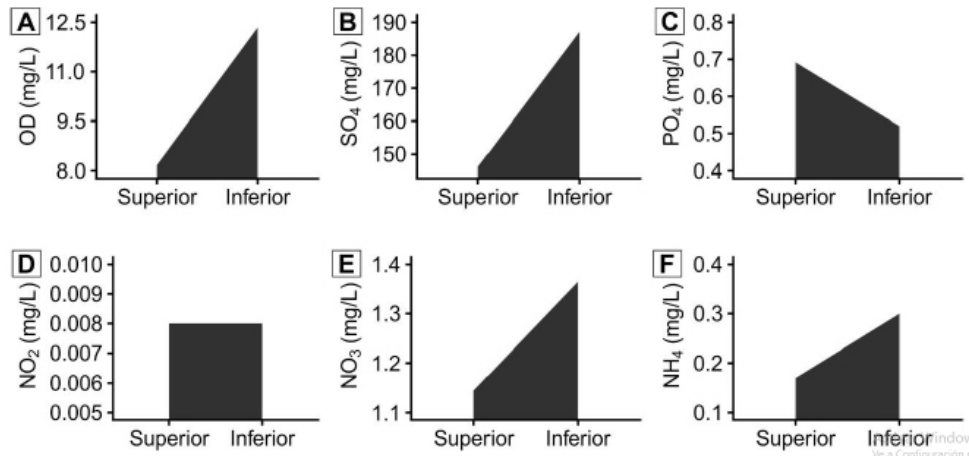 A
OD (mg/L)
12.5
11.0
9.5
8.0
Superior Inferior
B
SO₄ (mg/L)
190
180
170
160
150
Superior Inferior
C
PO₄ (mg/L)
0.8
0.7
0.6
0.5
0.4
Superior Inferior
D
NO₂ (mg/L)
0.010
0.009
0.008
0.007
0.006
0.005
Superior Inferior
E
NO₃ (mg/L)
1.4
1.3
1.2
1.1
Superior Inferior
F
NH₄ (mg/L)
0.4
0.3
0.2
0.1
Superior Inferior
Window
Ve a Configuración